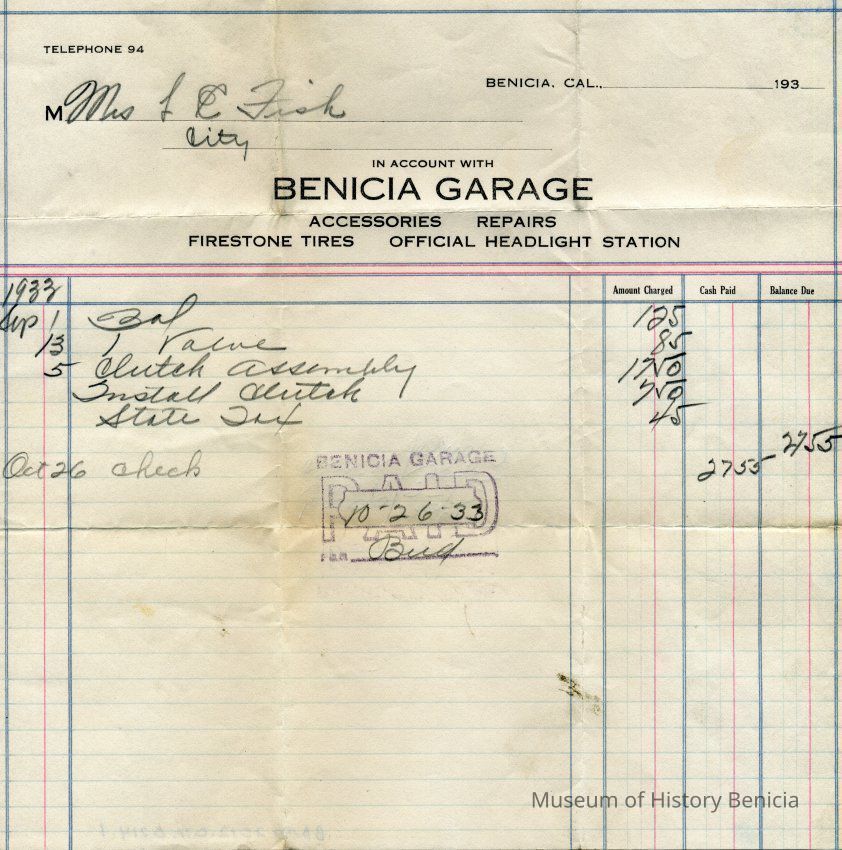 TELEPHONE 94
BENICIA, CAL., 193
M Mrs L E Fish
City
IN ACCOUNT WITH
BENICIA GARAGE
ACCESSORIES REPAIRS
FIRESTONE TIRES OFFICIAL HEADLIGHT STATION
Amount Charged Cash Paid Balance Due
1933
Sep 1 Bal 125
13 1 Valve 85
5 Clutch Assembly 1750
Install Clutch 750
State Tax 45
2755
Oct 26 check 2755
BENICIA GARAGE
PAID
10-26-33
PER Bud
Museum of History Benicia